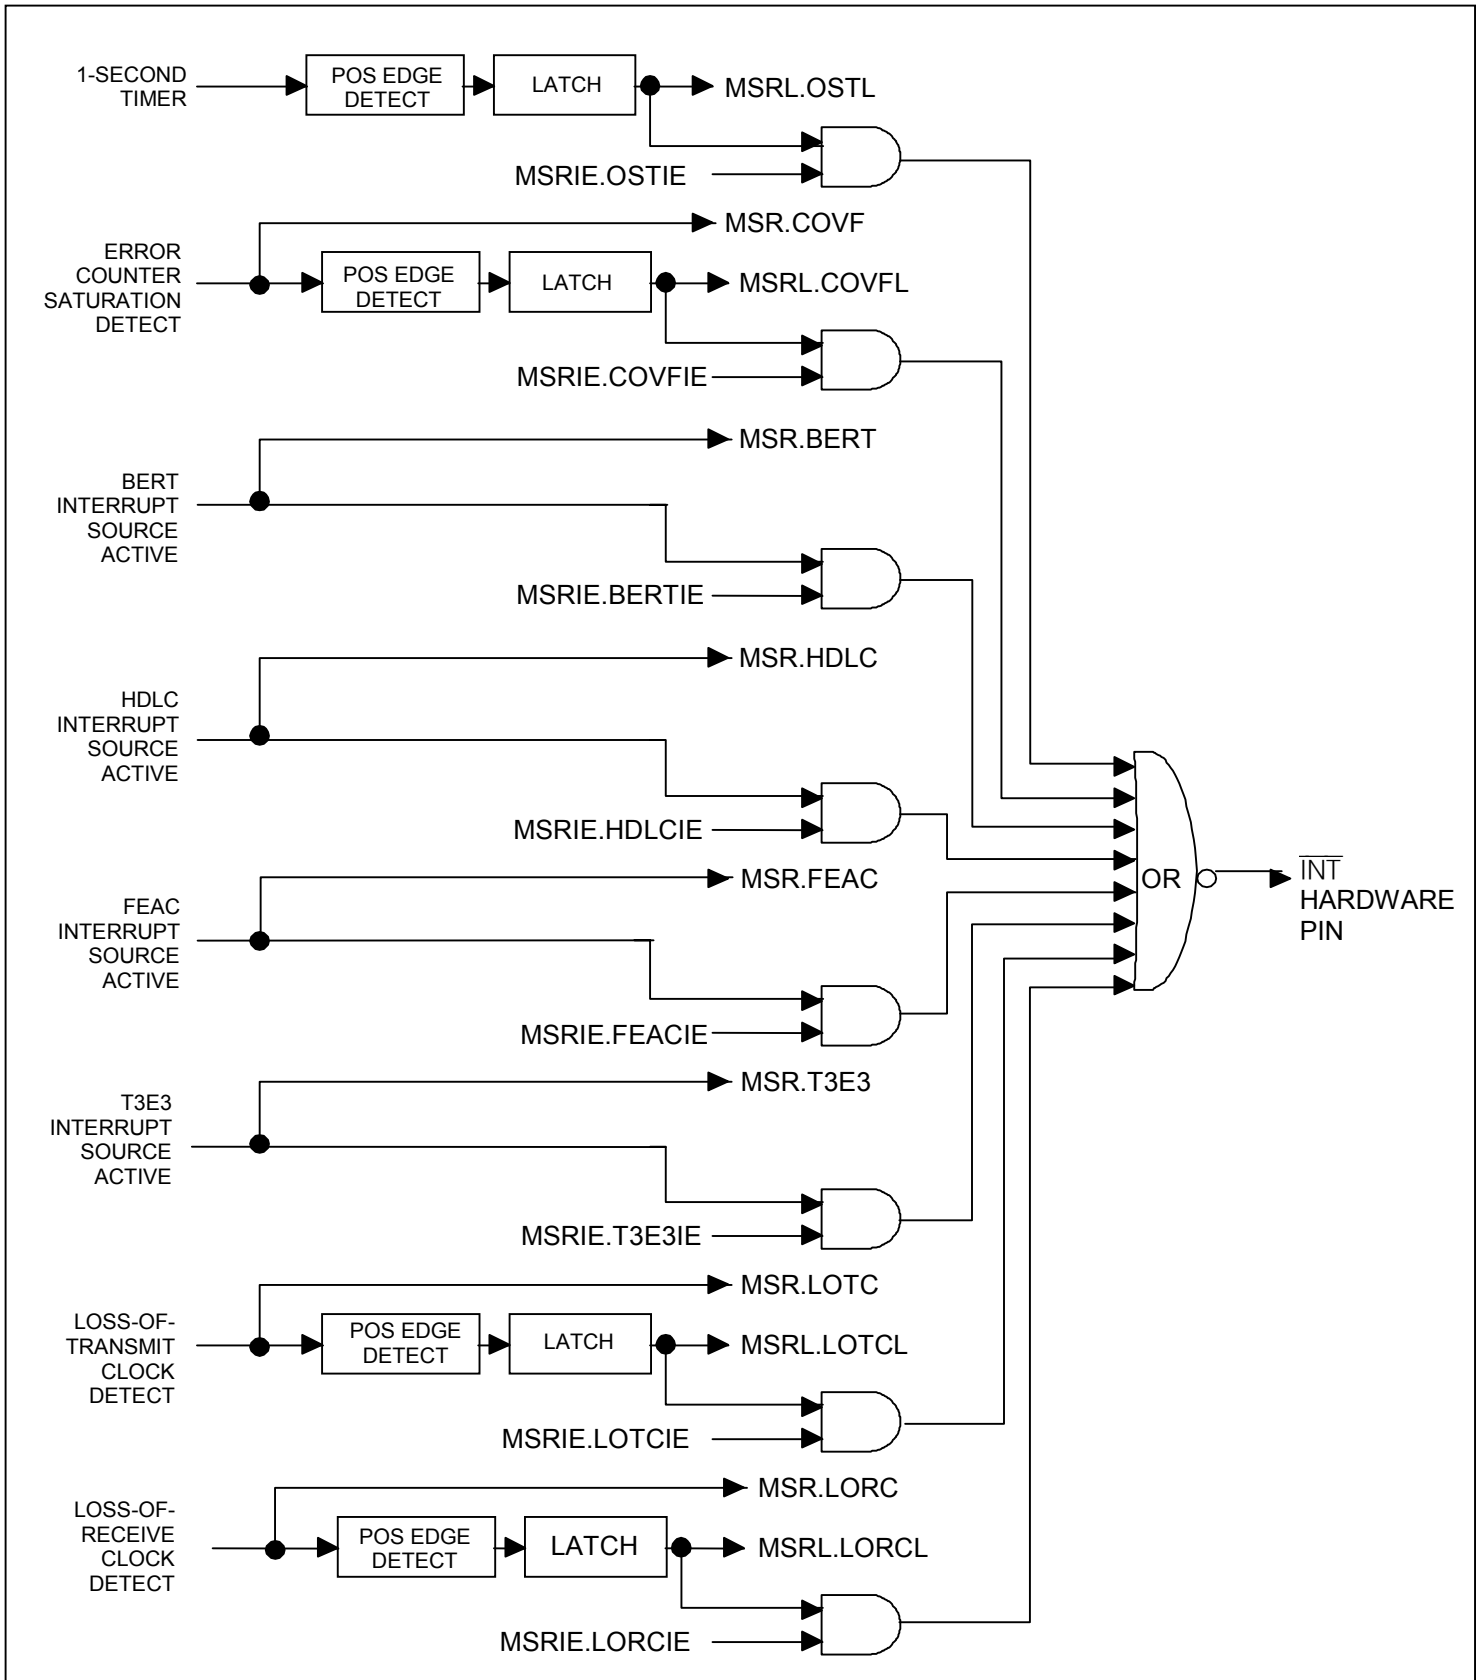 1-SECOND
TIMER
POS EDGE
DETECT
LATCH
MSRL.OSTL
MSRIE.OSTIE
MSR.COVF
ERROR
COUNTER
SATURATION
DETECT
POS EDGE
DETECT
LATCH
MSRL.COVFL
MSRIE.COVFIE
MSR.BERT
BERT
INTERRUPT
SOURCE
ACTIVE
MSRIE.BERTIE
MSR.HDLC
HDLC
INTERRUPT
SOURCE
ACTIVE
MSRIE.HDLCIE
MSR.FEAC
FEAC
INTERRUPT
SOURCE
ACTIVE
MSRIE.FEACIE
OR
INT
HARDWARE
PIN
MSR.T3E3
T3E3
INTERRUPT
SOURCE
ACTIVE
MSRIE.T3E3IE
MSR.LOTC
LOSS-OF-
TRANSMIT
CLOCK
DETECT
POS EDGE
DETECT
LATCH
MSRL.LOTCL
MSRIE.LOTCIE
MSR.LORC
LOSS-OF-
RECEIVE
CLOCK
DETECT
POS EDGE
DETECT
LATCH
MSRL.LORCL
MSRIE.LORCIE